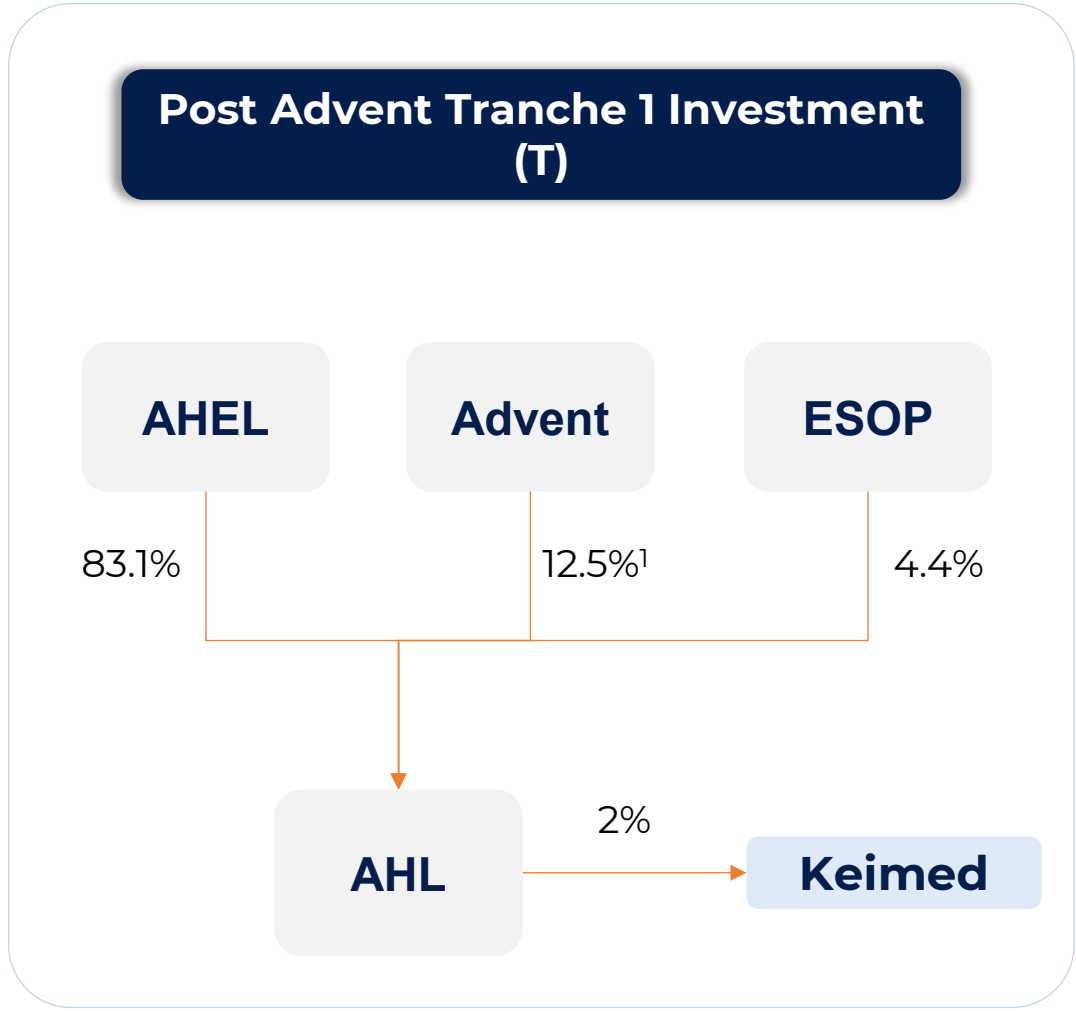 Post Advent Tranche 1 Investment
(T)
AHEL
Advent
ESOP
83.1%
12.5%¹
4.4%
AHL
2%
Keimed